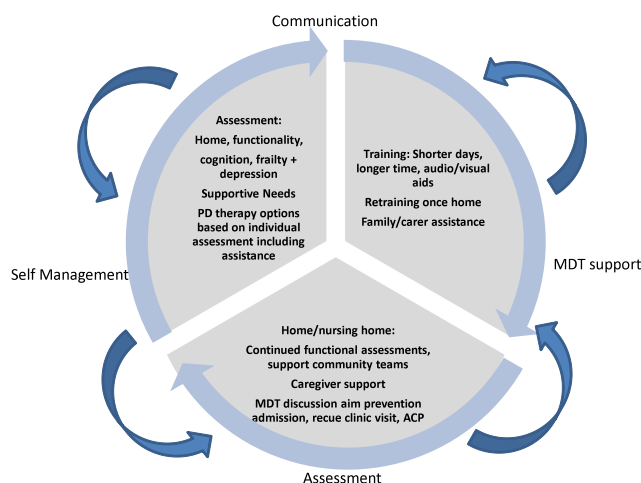 Communication
Assessment:
Home, functionality,
cognition, frailty +
depression
Supportive Needs
PD therapy options
based on individual
assessment including
assistance
Training: Shorter days,
longer time, audio/visual
aids
Retraining once home
Family/carer assistance
Self Management
MDT support
Home/nursing home:
Continued functional assessments,
support community teams
Caregiver support
MDT discussion aim prevention
admission, recue clinic visit, ACP
Assessment